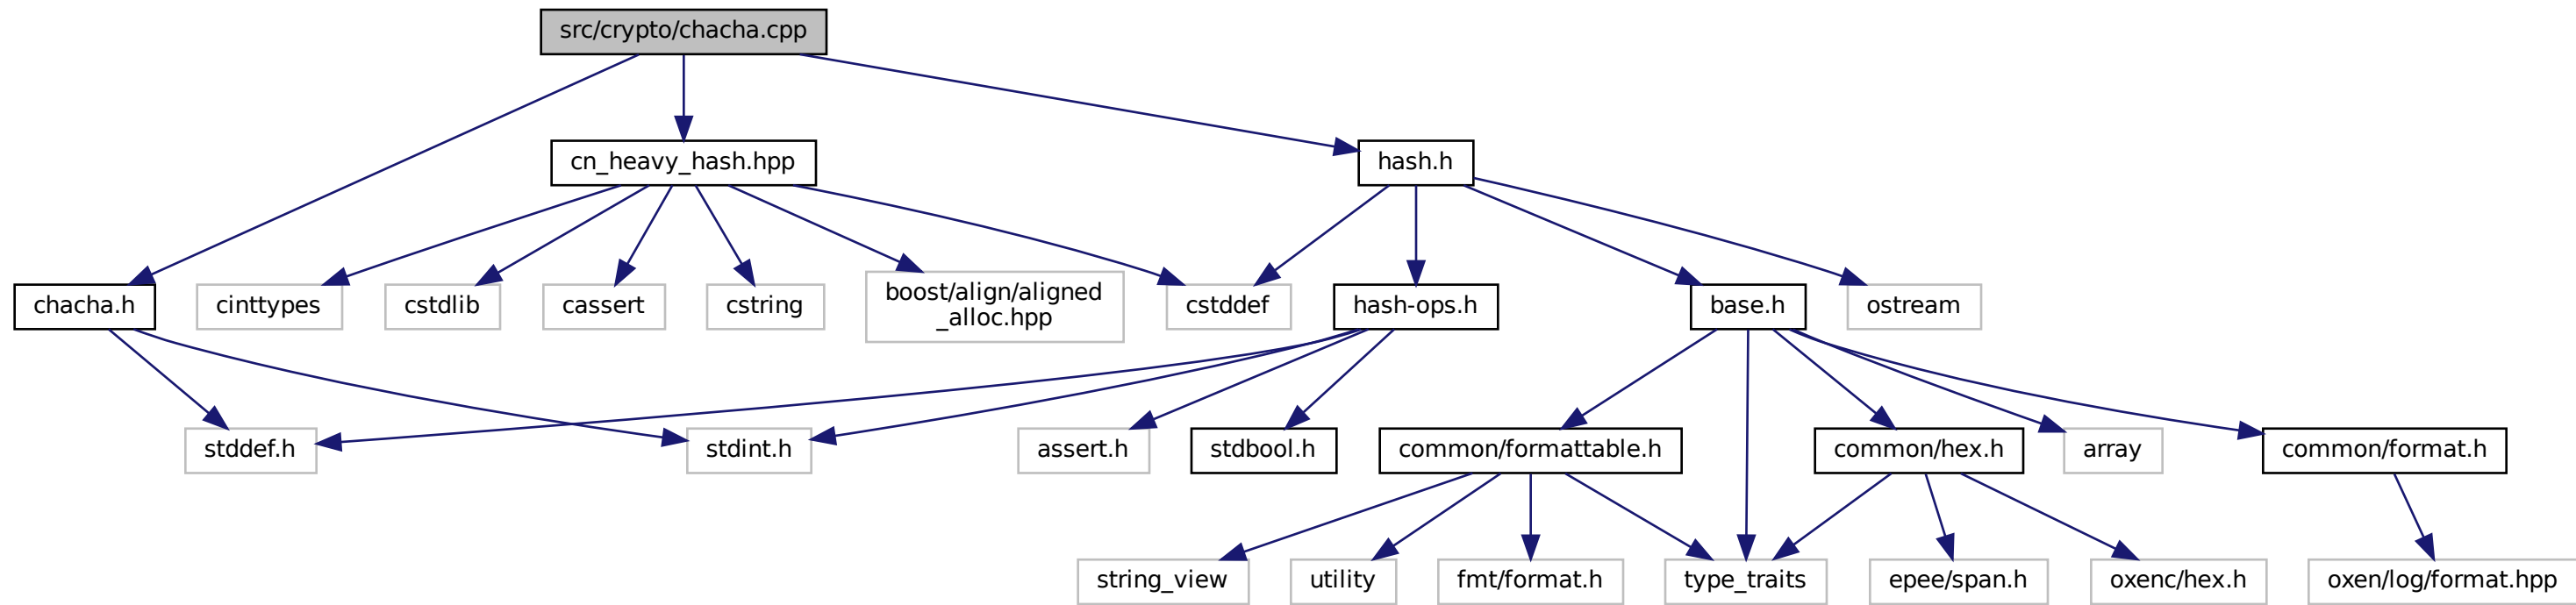 src/crypto/chacha.cpp
cn_heavy_hash.hpp
hash.h
chacha.h
cinttypes
cstdlib
cassert
cstring
boost/align/aligned
_alloc.hpp
cstddef
hash-ops.h
base.h
ostream
stddef.h
stdint.h
assert.h
stdbool.h
common/formattable.h
common/hex.h
array
common/format.h
string_view
utility
fmt/format.h
type_traits
epee/span.h
oxenc/hex.h
oxen/log/format.hpp